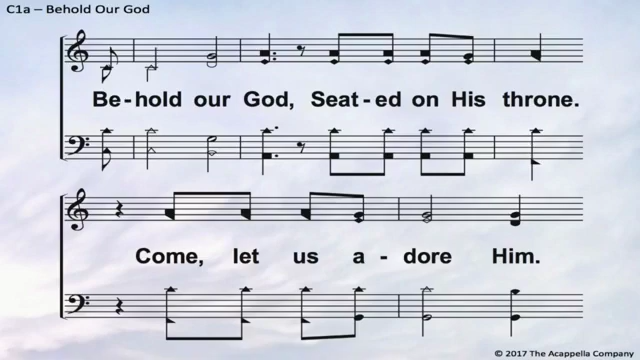 C1a – Behold Our God
Be-hold our God, Seat-ed on His throne.
Come, let us a - dore Him.
© 2017 The Acappella Company